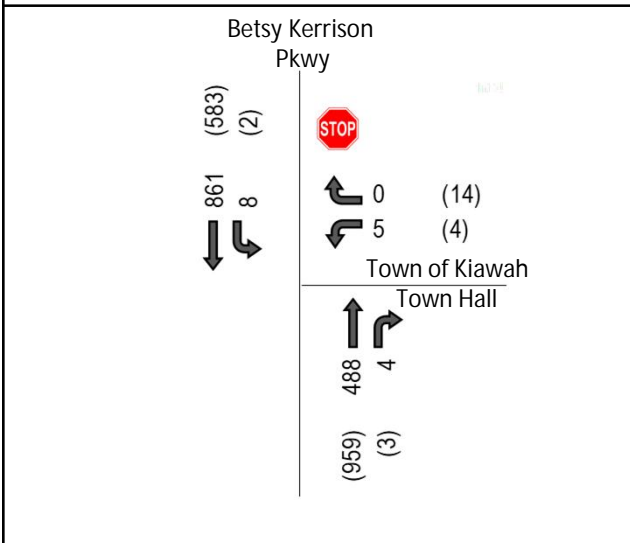 Betsy Kerrison
Pkwy
(583)
(2)
STOP
861
8
0 (14)
5 (4)
Town of Kiawah
Town Hall
488
4
(959)
(3)